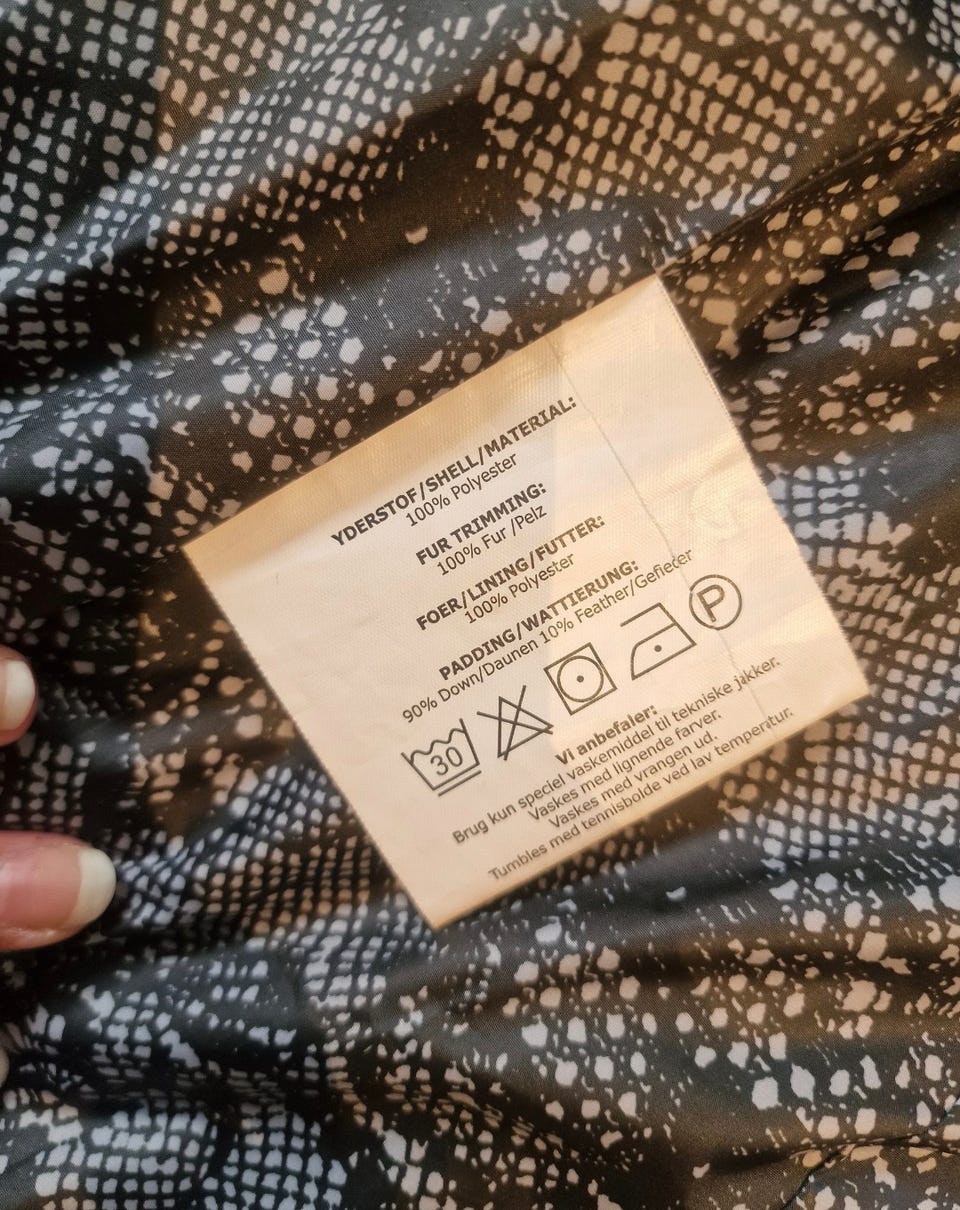 YDERSTOF/SHELL/MATERIAL:
100% Polyester
FUR TRIMMING:
100% Fur /Pelz
FOER/LINING/FUTTER:
100% Polyester
PADDING/WATTIERUNG:
90% Down/Daunen 10% Feather/Gefieder
30 P
Vi anbefaler:
Brug kun speciel vaskemiddel til tekniske jakker.
Vaskes med lignende farver.
Vaskes med vrangen ud.
Tumbles med tennisbolde ved lav temperatur.